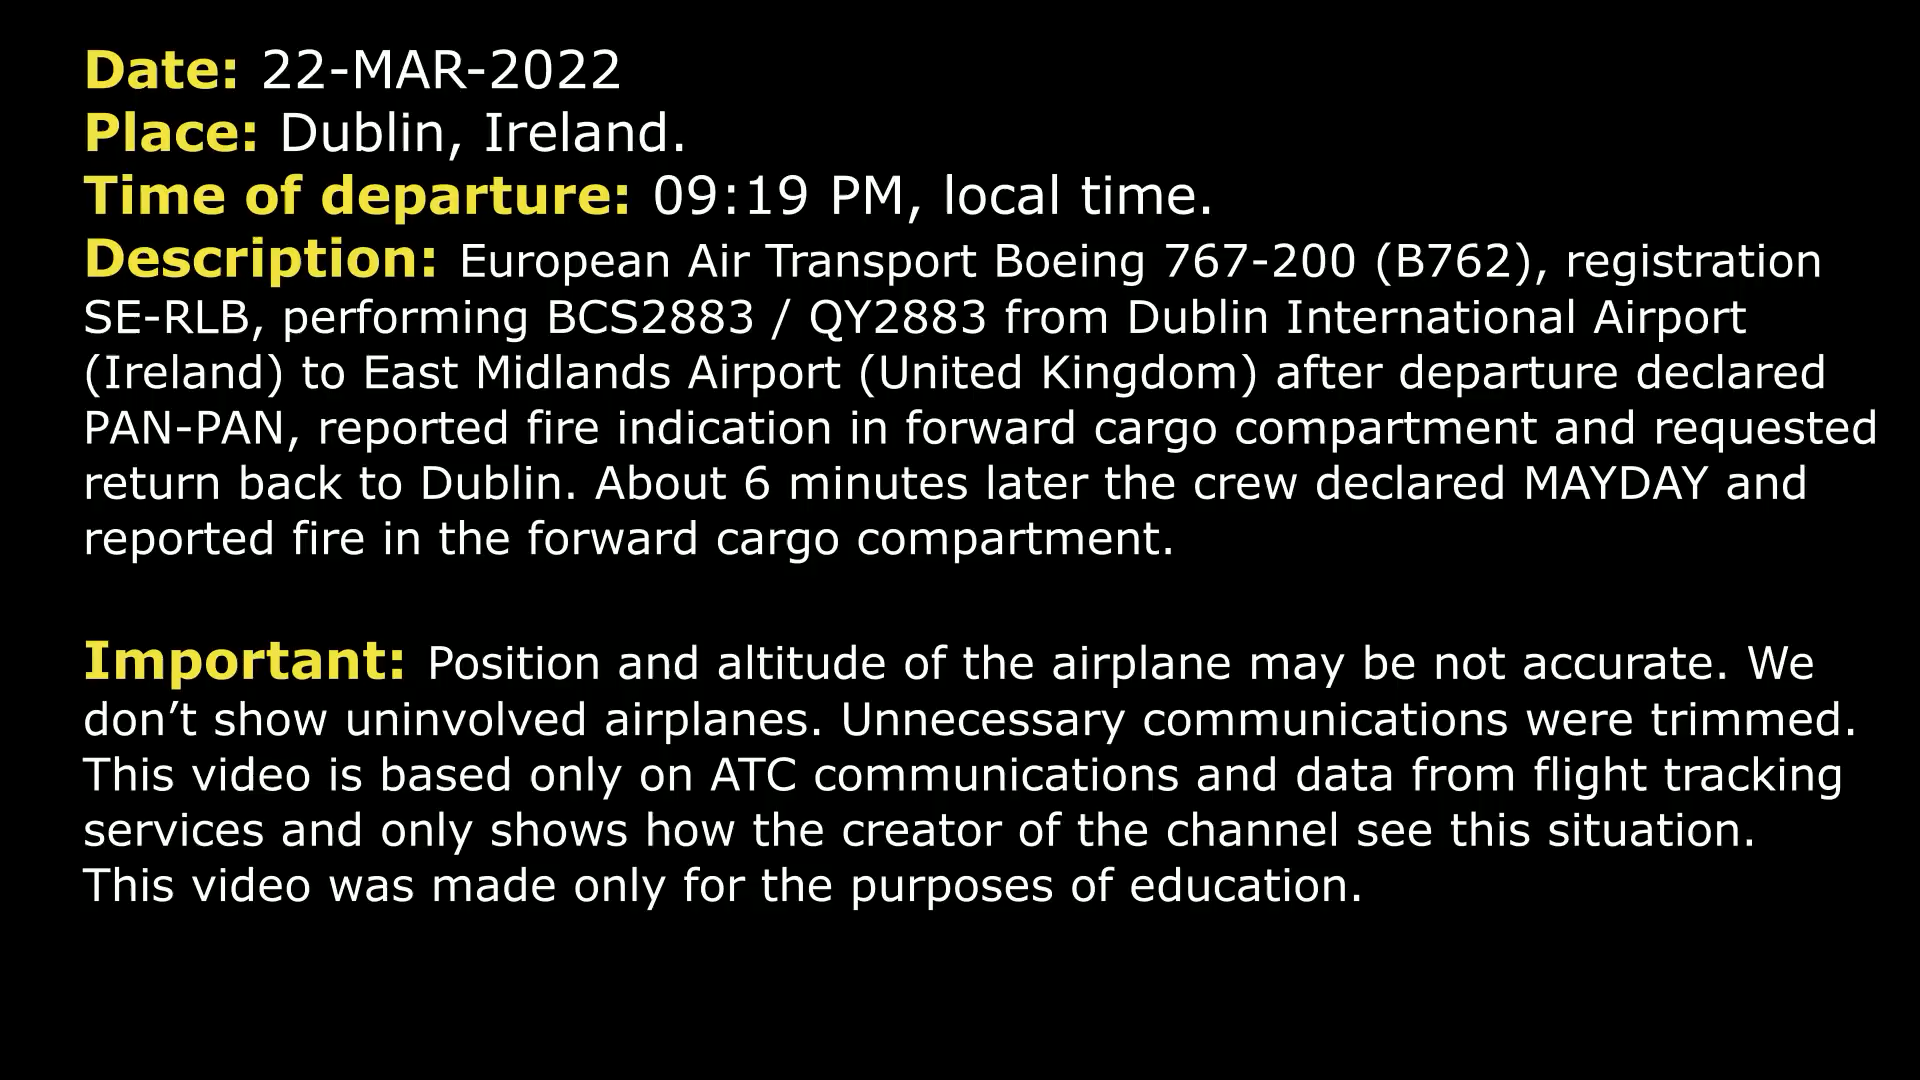 Date: 22-MAR-2022
Place: Dublin, Ireland.
Time of departure: 09:19 PM, local time.
Description: European Air Transport Boeing 767-200 (B762), registration
SE-RLB, performing BCS2883 / QY2883 from Dublin International Airport
(Ireland) to East Midlands Airport (United Kingdom) after departure declared
PAN-PAN, reported fire indication in forward cargo compartment and requested
return back to Dublin. About 6 minutes later the crew declared MAYDAY and
reported fire in the forward cargo compartment.
Important: Position and altitude of the airplane may be not accurate. We
don’t show uninvolved airplanes. Unnecessary communications were trimmed.
This video is based only on ATC communications and data from flight tracking
services and only shows how the creator of the channel see this situation.
This video was made only for the purposes of education.